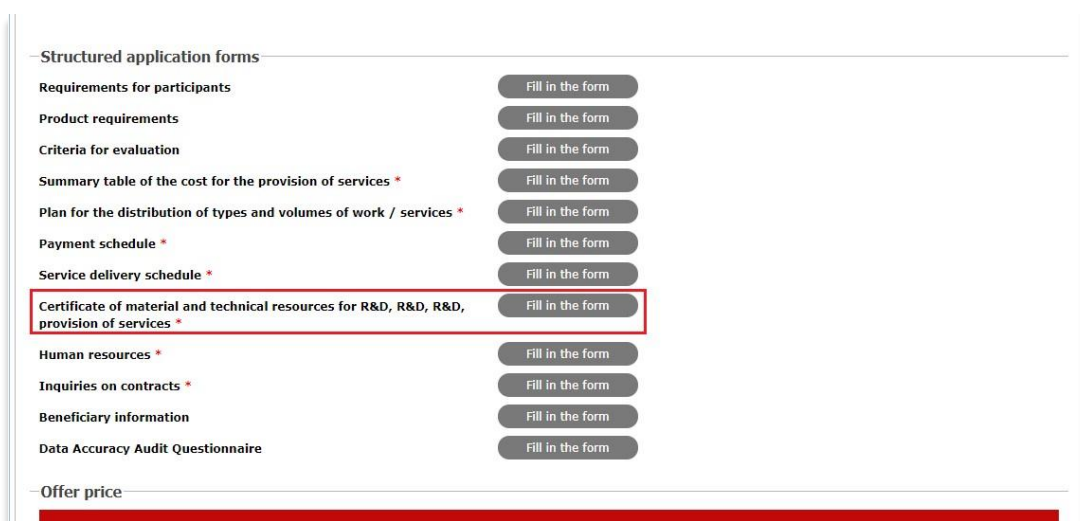 Structured application forms
Requirements for participants Fill in the form
Product requirements Fill in the form
Criteria for evaluation Fill in the form
Summary table of the cost for the provision of services * Fill in the form
Plan for the distribution of types and volumes of work / services * Fill in the form
Payment schedule * Fill in the form
Service delivery schedule * Fill in the form
Certificate of material and technical resources for R&D, R&D, R&D, Fill in the form
provision of services *
Human resources * Fill in the form
Inquiries on contracts * Fill in the form
Beneficiary information Fill in the form
Data Accuracy Audit Questionnaire Fill in the form
Offer price